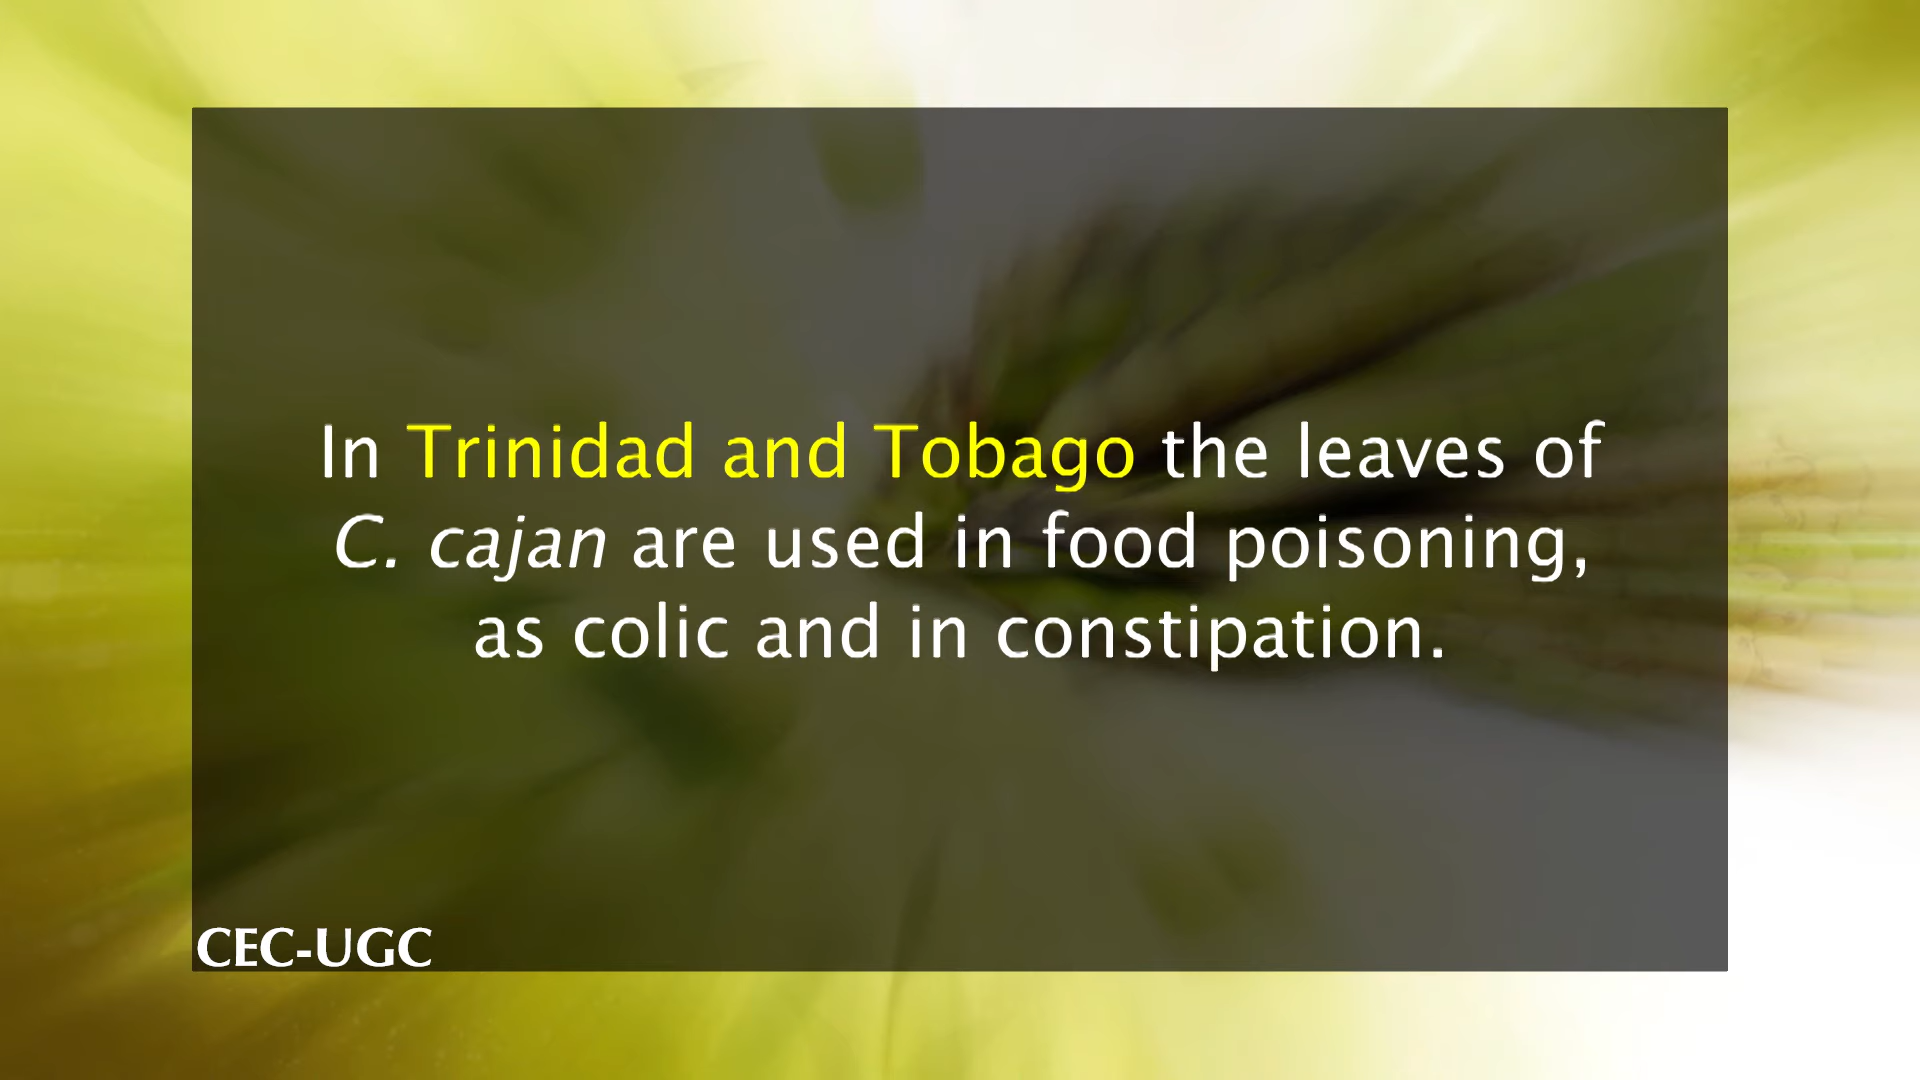 In Trinidad and Tobago the leaves of
C. cajan are used in food poisoning,
as colic and in constipation.
CEC-UGC